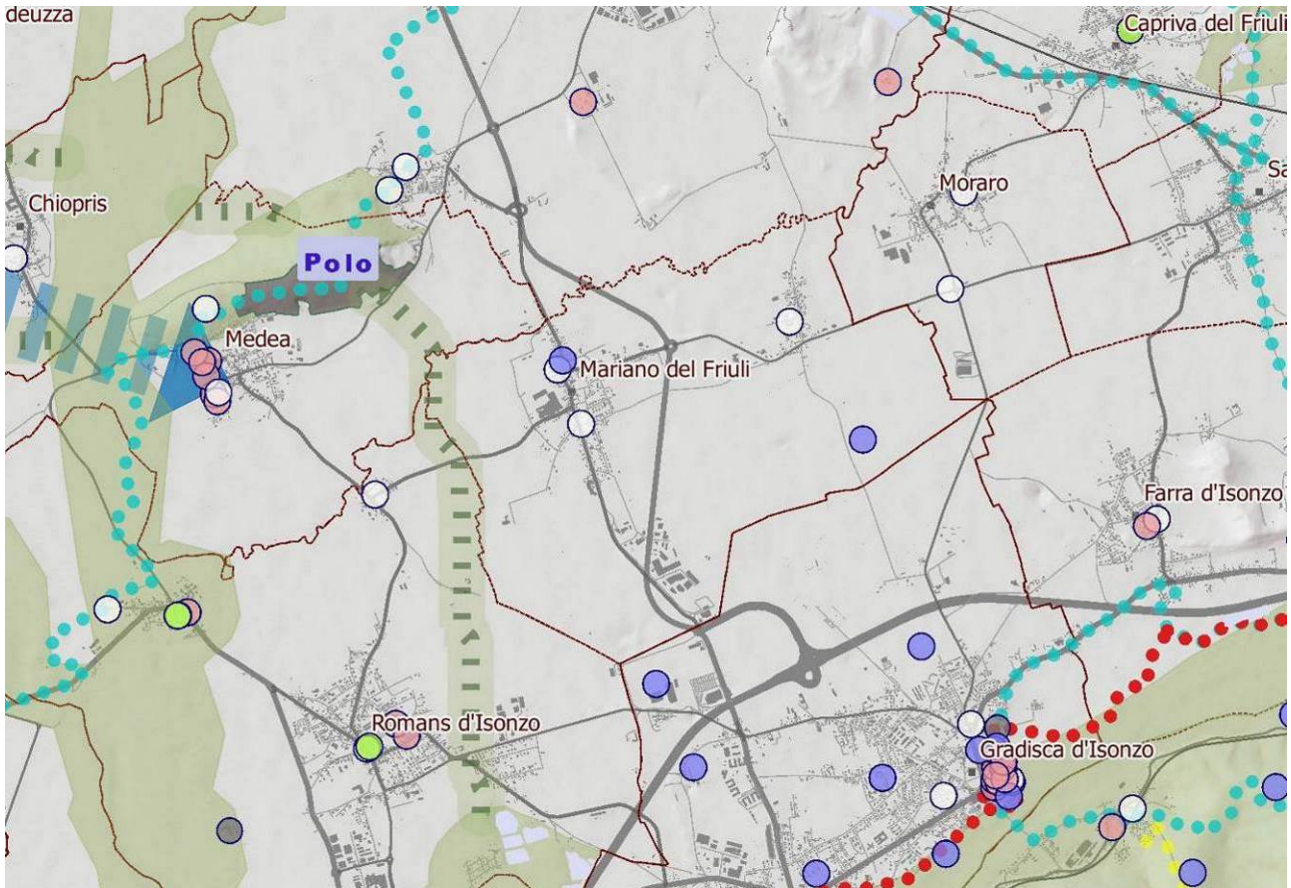 deuzza
Capriva del Friuli
Chiopris
Moraro
Sa
Polo
Medea
Mariano del Friuli
Farra d'Isonzo
Romans d'Isonzo
Gradisca d'Isonzo